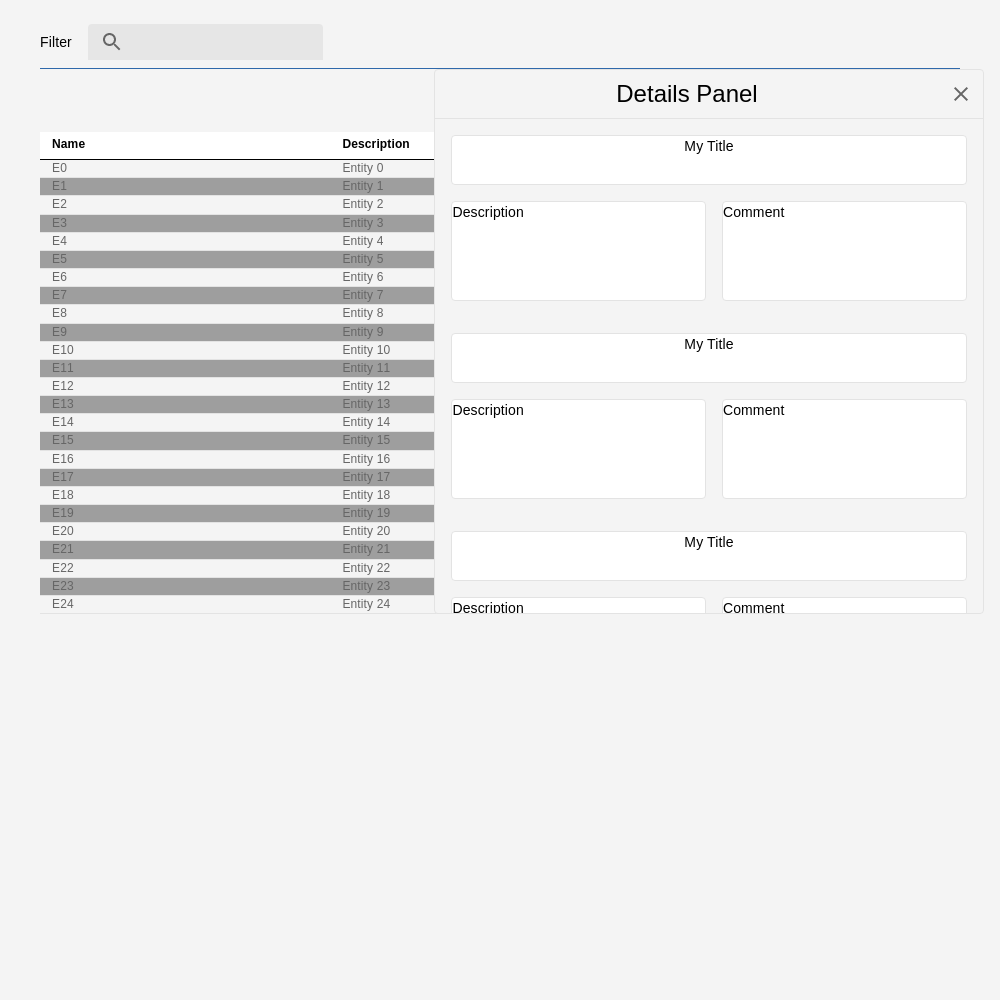 Filter
Details Panel
Name Description
E0 Entity 0
E1 Entity 1
E2 Entity 2
E3 Entity 3
E4 Entity 4
E5 Entity 5
E6 Entity 6
E7 Entity 7
E8 Entity 8
E9 Entity 9
E10 Entity 10
E11 Entity 11
E12 Entity 12
E13 Entity 13
E14 Entity 14
E15 Entity 15
E16 Entity 16
E17 Entity 17
E18 Entity 18
E19 Entity 19
E20 Entity 20
E21 Entity 21
E22 Entity 22
E23 Entity 23
E24 Entity 24
My Title
Description Comment
My Title
Description Comment
My Title
Description Comment